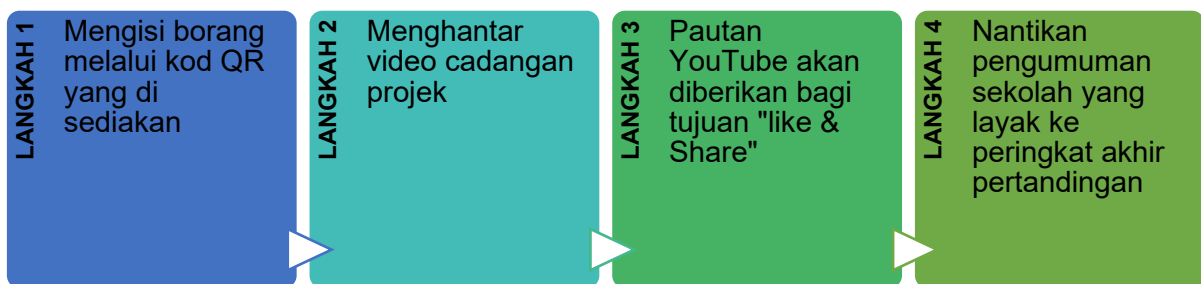 LANGKAH 1
Mengisi borang
melalui kod QR
yang di
sediakan
LANGKAH 2
Menghantar
video cadangan
projek
LANGKAH 3
Pautan
YouTube akan
diberikan bagi
tujuan "like &
Share"
LANGKAH 4
Nantikan
pengumuman
sekolah yang
layak ke
peringkat akhir
pertandingan